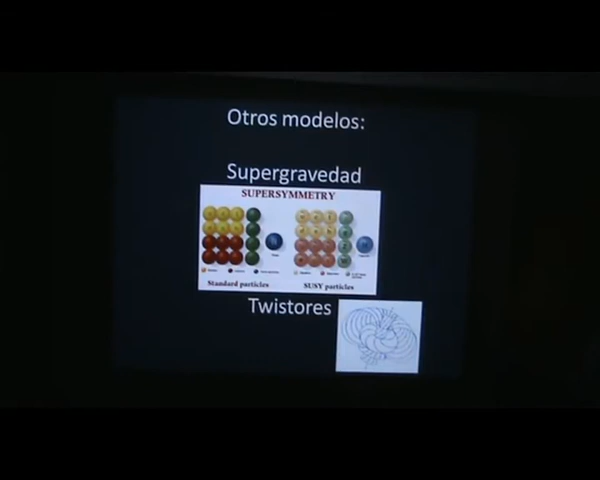 Otros modelos:
Supergravedad
SUPERSYMMETRY
Standard particles
SUSY particles
Twistores